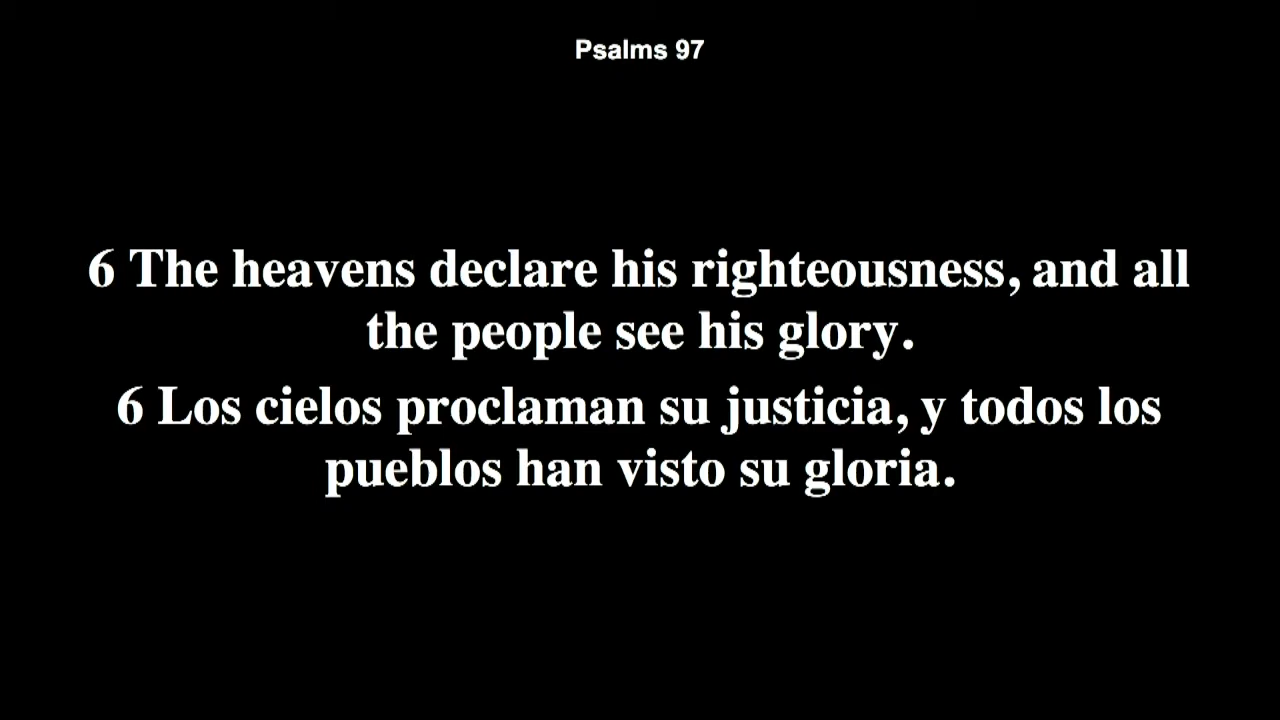 Psalms 97
6 The heavens declare his righteousness, and all
the people see his glory.
6 Los cielos proclaman su justicia, y todos los
pueblos han visto su gloria.